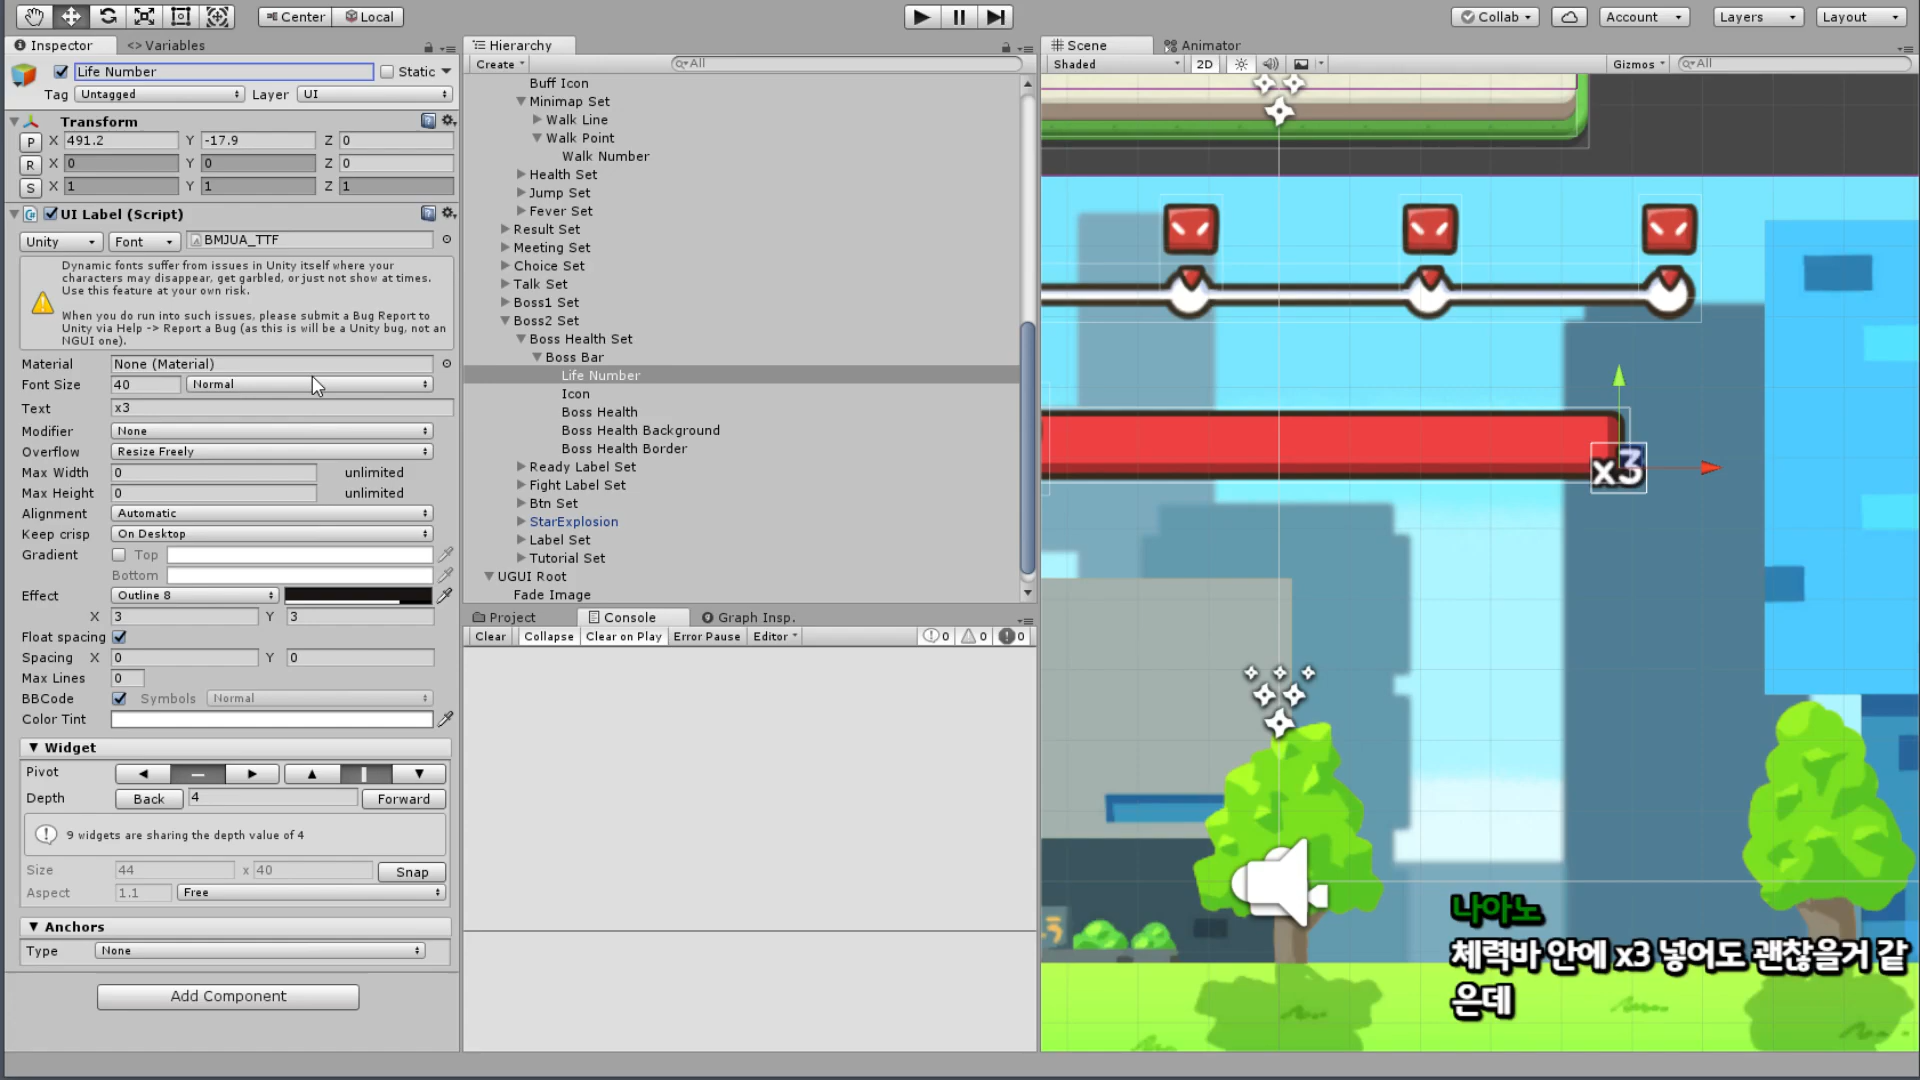 Center
Local
Collab
Account
Layers
Layout
Inspector
<> Variables
Life Number
Static
Tag Untagged Layer UI
Transform
P X 491.2 Y -17.9 Z 0
R X 0 Y 0 Z 0
S X 1 Y 1 Z 1
UI Label (Script)
Unity Font BMJUA_TTF
Dynamic fonts suffer from issues in Unity itself where your
characters may disappear, get garbled, or just not show at times.
Use this feature at your own risk.
When you do run into such issues, please submit a Bug Report to
Unity via Help -> Report a Bug (as this is will be a Unity bug, not an
NGUI one).
Material None (Material)
Font Size 40 Normal
Text x3
Modifier None
Overflow Resize Freely
Max Width 0 unlimited
Max Height 0 unlimited
Alignment Automatic
Keep crisp On Desktop
Gradient Top
Bottom
Effect Outline 8
X 3 Y 3
Float spacing
Spacing X 0 Y 0
Max Lines 0
BBCode Symbols Normal
Color Tint
Widget
Pivot
Depth Back 4 Forward
9 widgets are sharing the depth value of 4
Size 44 x 40 Snap
Aspect 1.1 Free
Anchors
Type None
Add Component
Hierarchy
Create All
Buff Icon
Minimap Set
Walk Line
Walk Point
Walk Number
Health Set
Jump Set
Fever Set
Result Set
Meeting Set
Choice Set
Talk Set
Boss1 Set
Boss2 Set
Boss Health Set
Boss Bar
Life Number
Icon
Boss Health
Boss Health Background
Boss Health Border
Ready Label Set
Fight Label Set
Btn Set
StarExplosion
Label Set
Tutorial Set
UGUI Root
Fade Image
Project Console Graph Insp.
Clear Collapse Clear on Play Error Pause Editor 0 0 0
Scene Animator
Shaded 2D Gizmos All
x3
나아노
체력바 안에 x3 넣어도 괜찮을거 같
은데